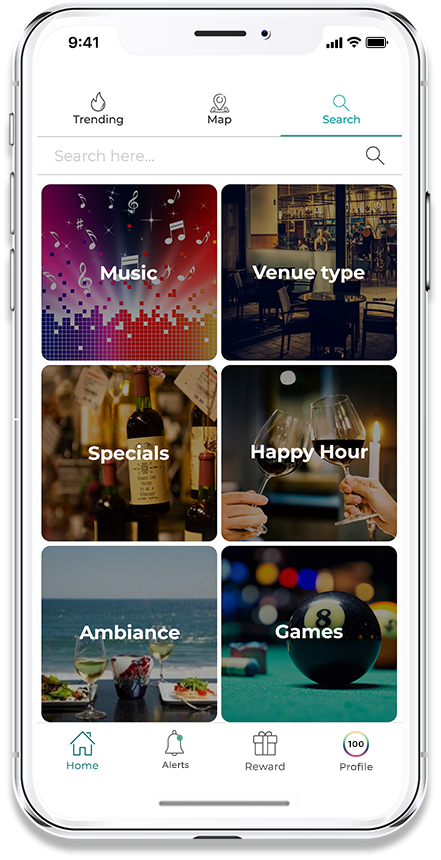 9:41
Trending Map Search
Search here...
Music Venue type
Specials Happy Hour
Ambiance Games
8
Home Alerts Reward 100 Profile